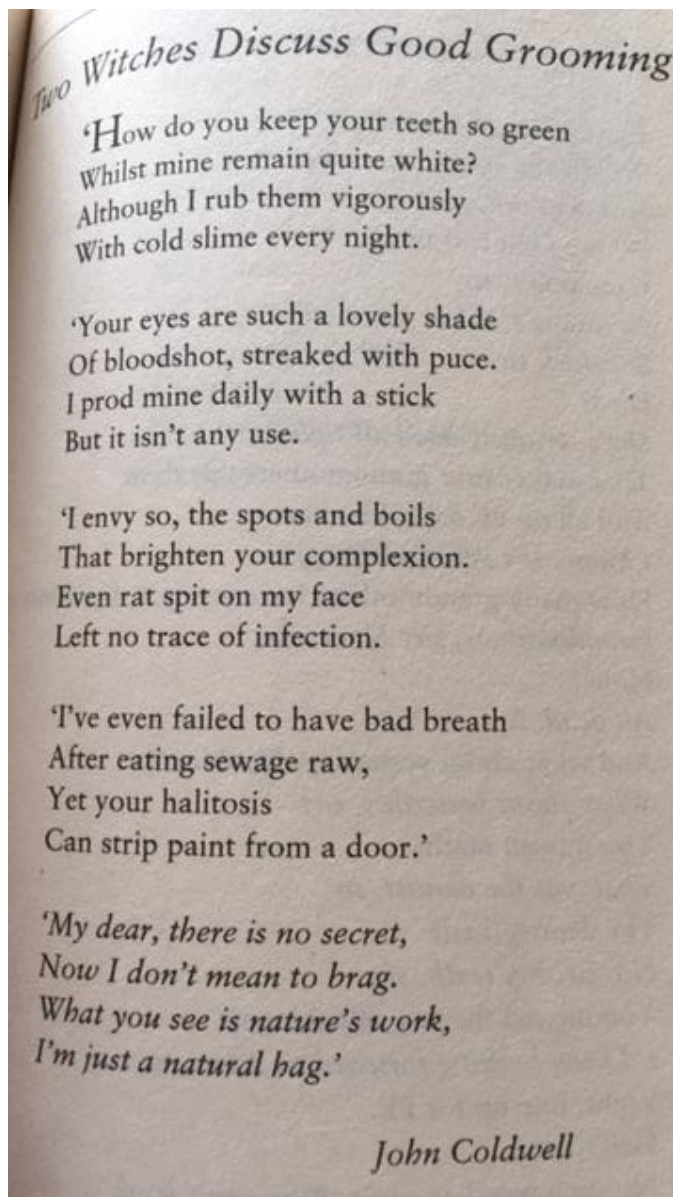 Two Witches Discuss Good Grooming
‘How do you keep your teeth so green
Whilst mine remain quite white?
Although I rub them vigorously
With cold slime every night.
‘Your eyes are such a lovely shade
Of bloodshot, streaked with puce.
I prod mine daily with a stick
But it isn’t any use.
‘I envy so, the spots and boils
That brighten your complexion.
Even rat spit on my face
Left no trace of infection.
‘I’ve even failed to have bad breath
After eating sewage raw,
Yet your halitosis
Can strip paint from a door.’
‘My dear, there is no secret,
Now I don’t mean to brag.
What you see is nature’s work,
I’m just a natural hag.’
John Coldwell